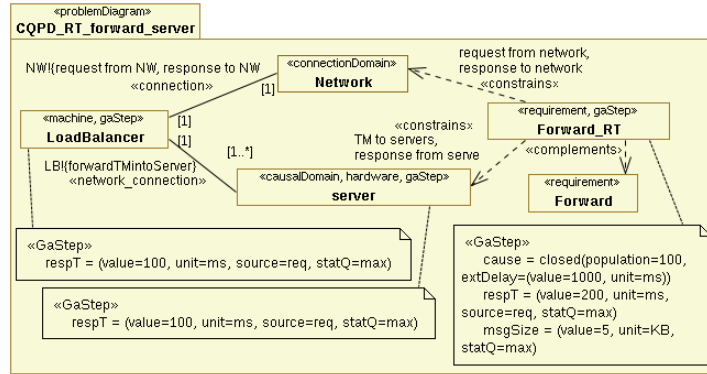 «problemDiagram»
CQPD_RT_forward_server
NW!{request from NW, response to NW
«connection»
[1]
«connectionDomain»
Network
request from network,
response to network
«constrains»
«machine, gaStep»
LoadBalancer
[1]
[1]
LB!{forwardTMintoServer}
«network_connection»
[1..*]
«constrains»
TM to servers,
response from serve
«requirement, gaStep»
Forward_RT
«complements»
«causalDomain, hardware, gaStep»
server
«requirement»
Forward
«GaStep»
respT = (value=100, unit=ms, source=req, statQ=max)
«GaStep»
respT = (value=100, unit=ms, source=req, statQ=max)
«GaStep»
cause = closed(population=100,
extDelay=(value=1000, unit=ms))
respT = (value=200, unit=ms,
source=req, statQ=max)
msgSize = (value=5, unit=KB,
statQ=max)